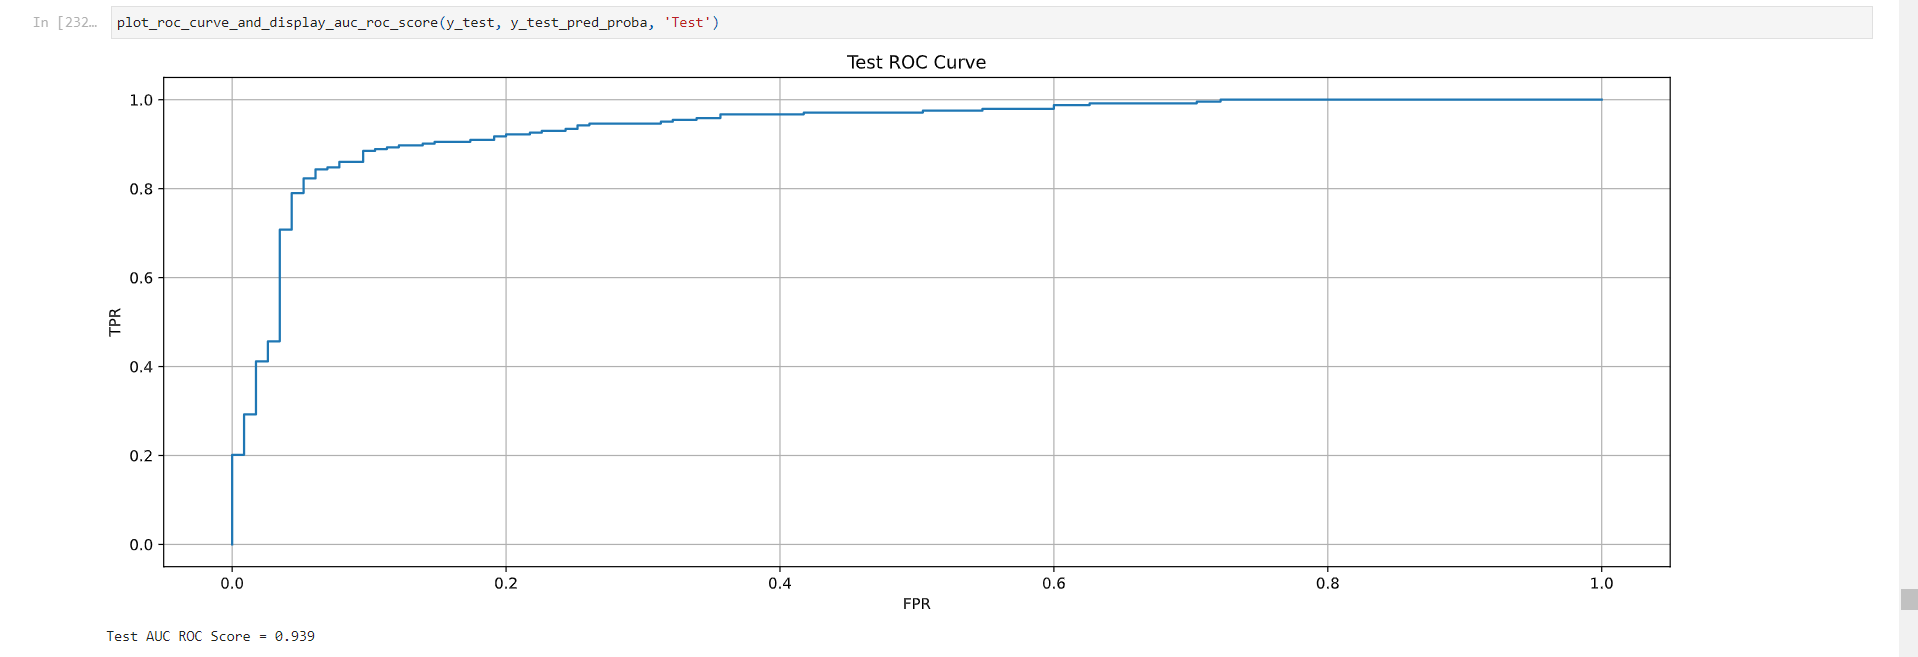 In [232… plot_roc_curve_and_display_auc_roc_score(y_test, y_test_pred_proba, 'Test')
Test ROC Curve
1.0
0.8
0.6
0.4
0.2
0.0
TPR
0.0 0.2 0.4 0.6 0.8 1.0
FPR
Test AUC ROC Score = 0.939